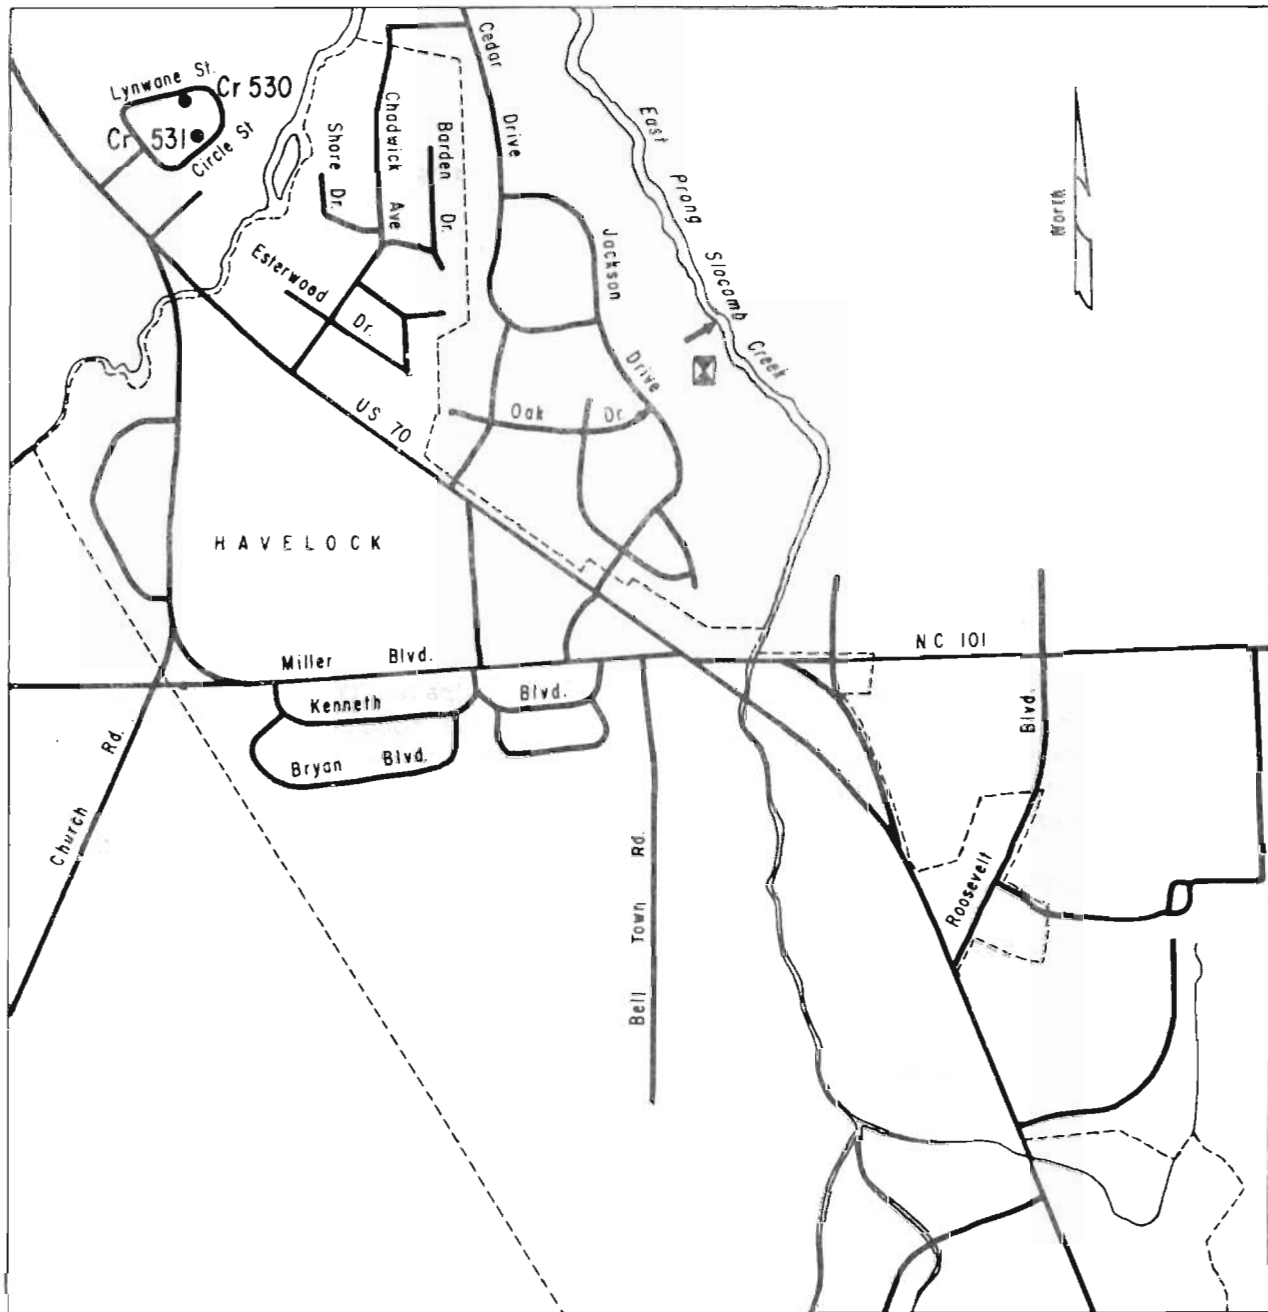 Lynwane St.
Cr 530
Cr 531
Circle St
Cedar Drive
Chadwick Ave
Shore Dr.
Barden Dr.
Esterwood Dr.
East Prong Slocamb Creek
North
Jackson Drive
US 70
Oak Dr.
HAVELOCK
NC 101
Miller Blvd.
Kenneth Blvd.
Bryan Blvd.
Church Rd.
Bell Town Rd.
Roosevelt Blvd.